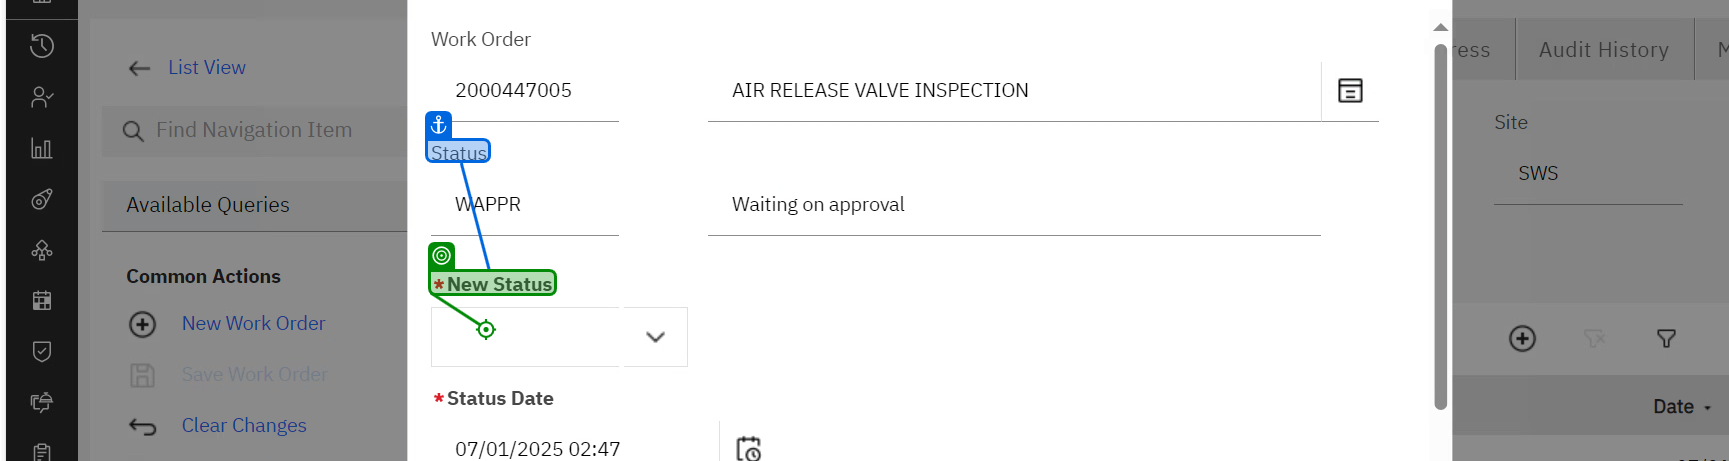 List View
Find Navigation Item
Available Queries
Common Actions
New Work Order
Save Work Order
Clear Changes
Work Order
2000447005 AIR RELEASE VALVE INSPECTION
Status
WAPPR Waiting on approval
* New Status
* Status Date
07/01/2025 02:47
Audit History
Site
SWS
Date